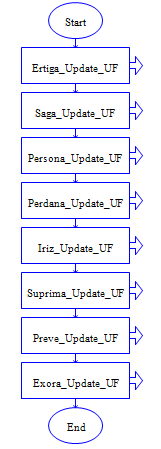 Start
Ertiga_Update_UF
Saga_Update_UF
Persona_Update_UF
Perdana_Update_UF
Iriz_Update_UF
Suprima_Update_UF
Preve_Update_UF
Exora_Update_UF
End